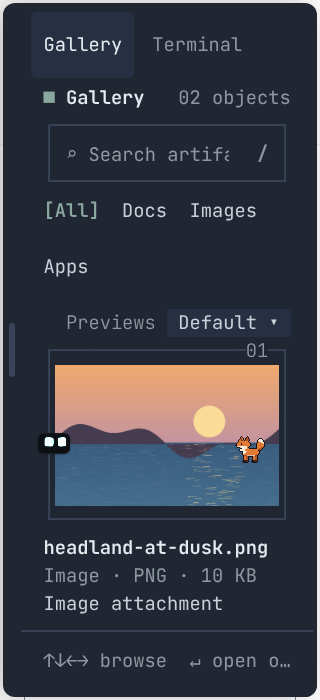 Gallery Terminal
■ Gallery 02 objects
⌕ Search artifa /
[All] Docs Images
Apps
Previews Default ▾
01
headland-at-dusk.png
Image · PNG · 10 KB
Image attachment
↑↓←→ browse ↵ open o…